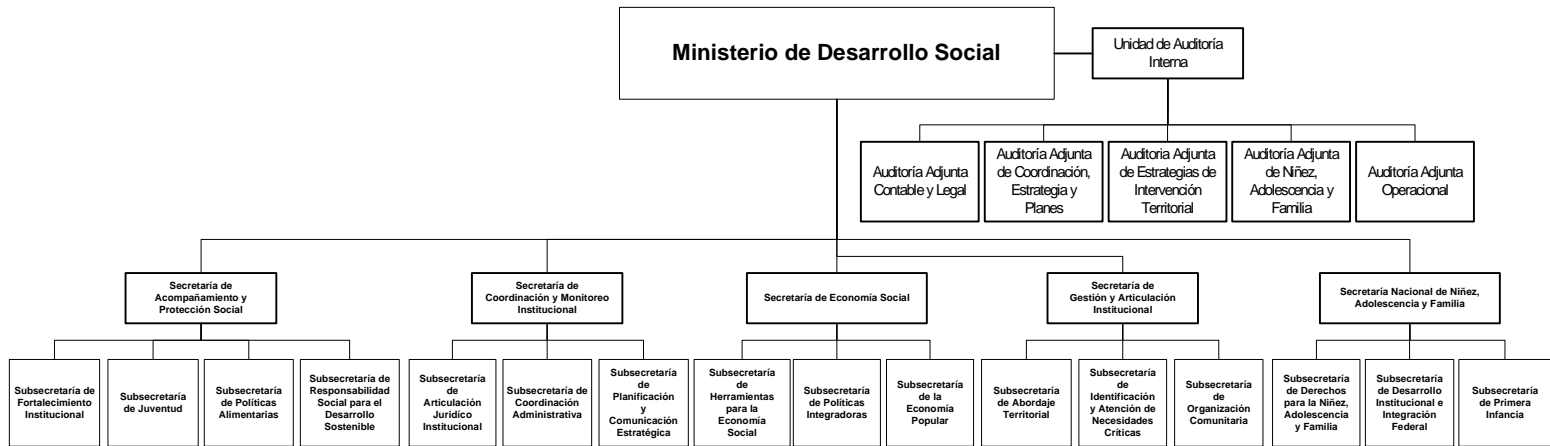 Ministerio de Desarrollo Social
Unidad de Auditoría
Interna
Auditoría Adjunta
Contable y Legal
Auditoría Adjunta
de Coordinación,
Estrategia y
Planes
Auditoria Adjunta
de Estrategias de
Intervención
Territorial
Auditoría Adjunta
de Niñez,
Adolescencia y
Familia
Auditoría Adjunta
Operacional
Secretaría de
Acompañamiento y
Protección Social
Secretaría de
Coordinación y Monitoreo
Institucional
Secretaría de Economía Social
Secretaría de
Gestión y Articulación
Institucional
Secretaría Nacional de Niñez,
Adolescencia y Familia
Subsecretaría de
Fortalecimiento
Institucional
Subsecretaría
de Juventud
Subsecretaría
de Políticas
Alimentarias
Subsecretaría de
Responsabilidad
Social para el
Desarrollo
Sostenible
Subsecretaría
de
Articulación
Jurídico
Institucional
Subsecretaría de
Coordinación
Administrativa
Subsecretaría
de
Planificación
y
Comunicación
Estratégica
Subsecretaría
de
Herramientas
para la
Economía
Social
Subsecretaría
de Políticas
Integradoras
Subsecretaría
de la
Economía
Popular
Subsecretaría
de Abordaje
Territorial
Subsecretaría
de
Identificación
y Atención de
Necesidades
Críticas
Subsecretaría
de
Organización
Comunitaria
Subsecretaría
de Derechos
para la Niñez,
Adolescencia
y Familia
Subsecretaría
de Desarrollo
Institucional e
Integración
Federal
Subsecretaría
de Primera
Infancia